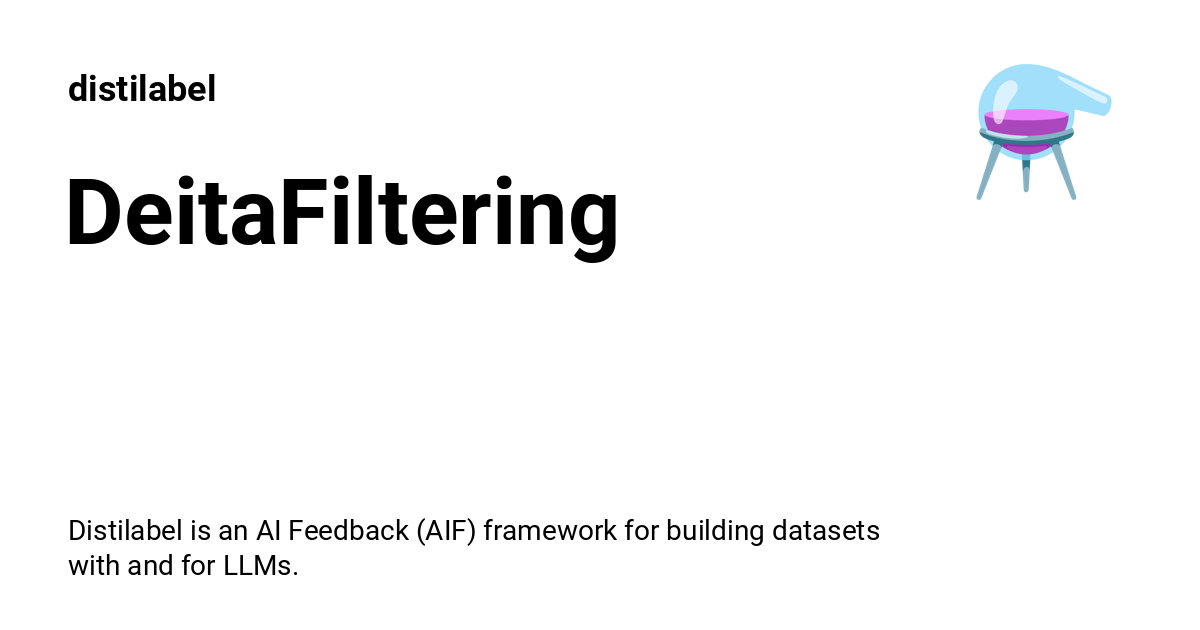 distilabel
DeitaFiltering
Distilabel is an AI Feedback (AIF) framework for building datasets
with and for LLMs.